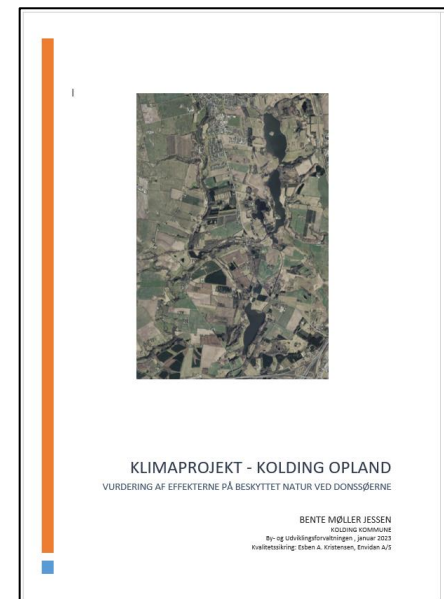 KLIMAPROJEKT - KOLDING OPLAND
VURDERING AF EFFEKTERNE PÅ BESKYTTET NATUR VED DONSSØERNE
BENTE MØLLER JESSEN
KOLDING KOMMUNE
By- og Udviklingsforvaltningen , januar 2023
Kvalitetssikring: Esben A. Kristensen, Envidan A/S